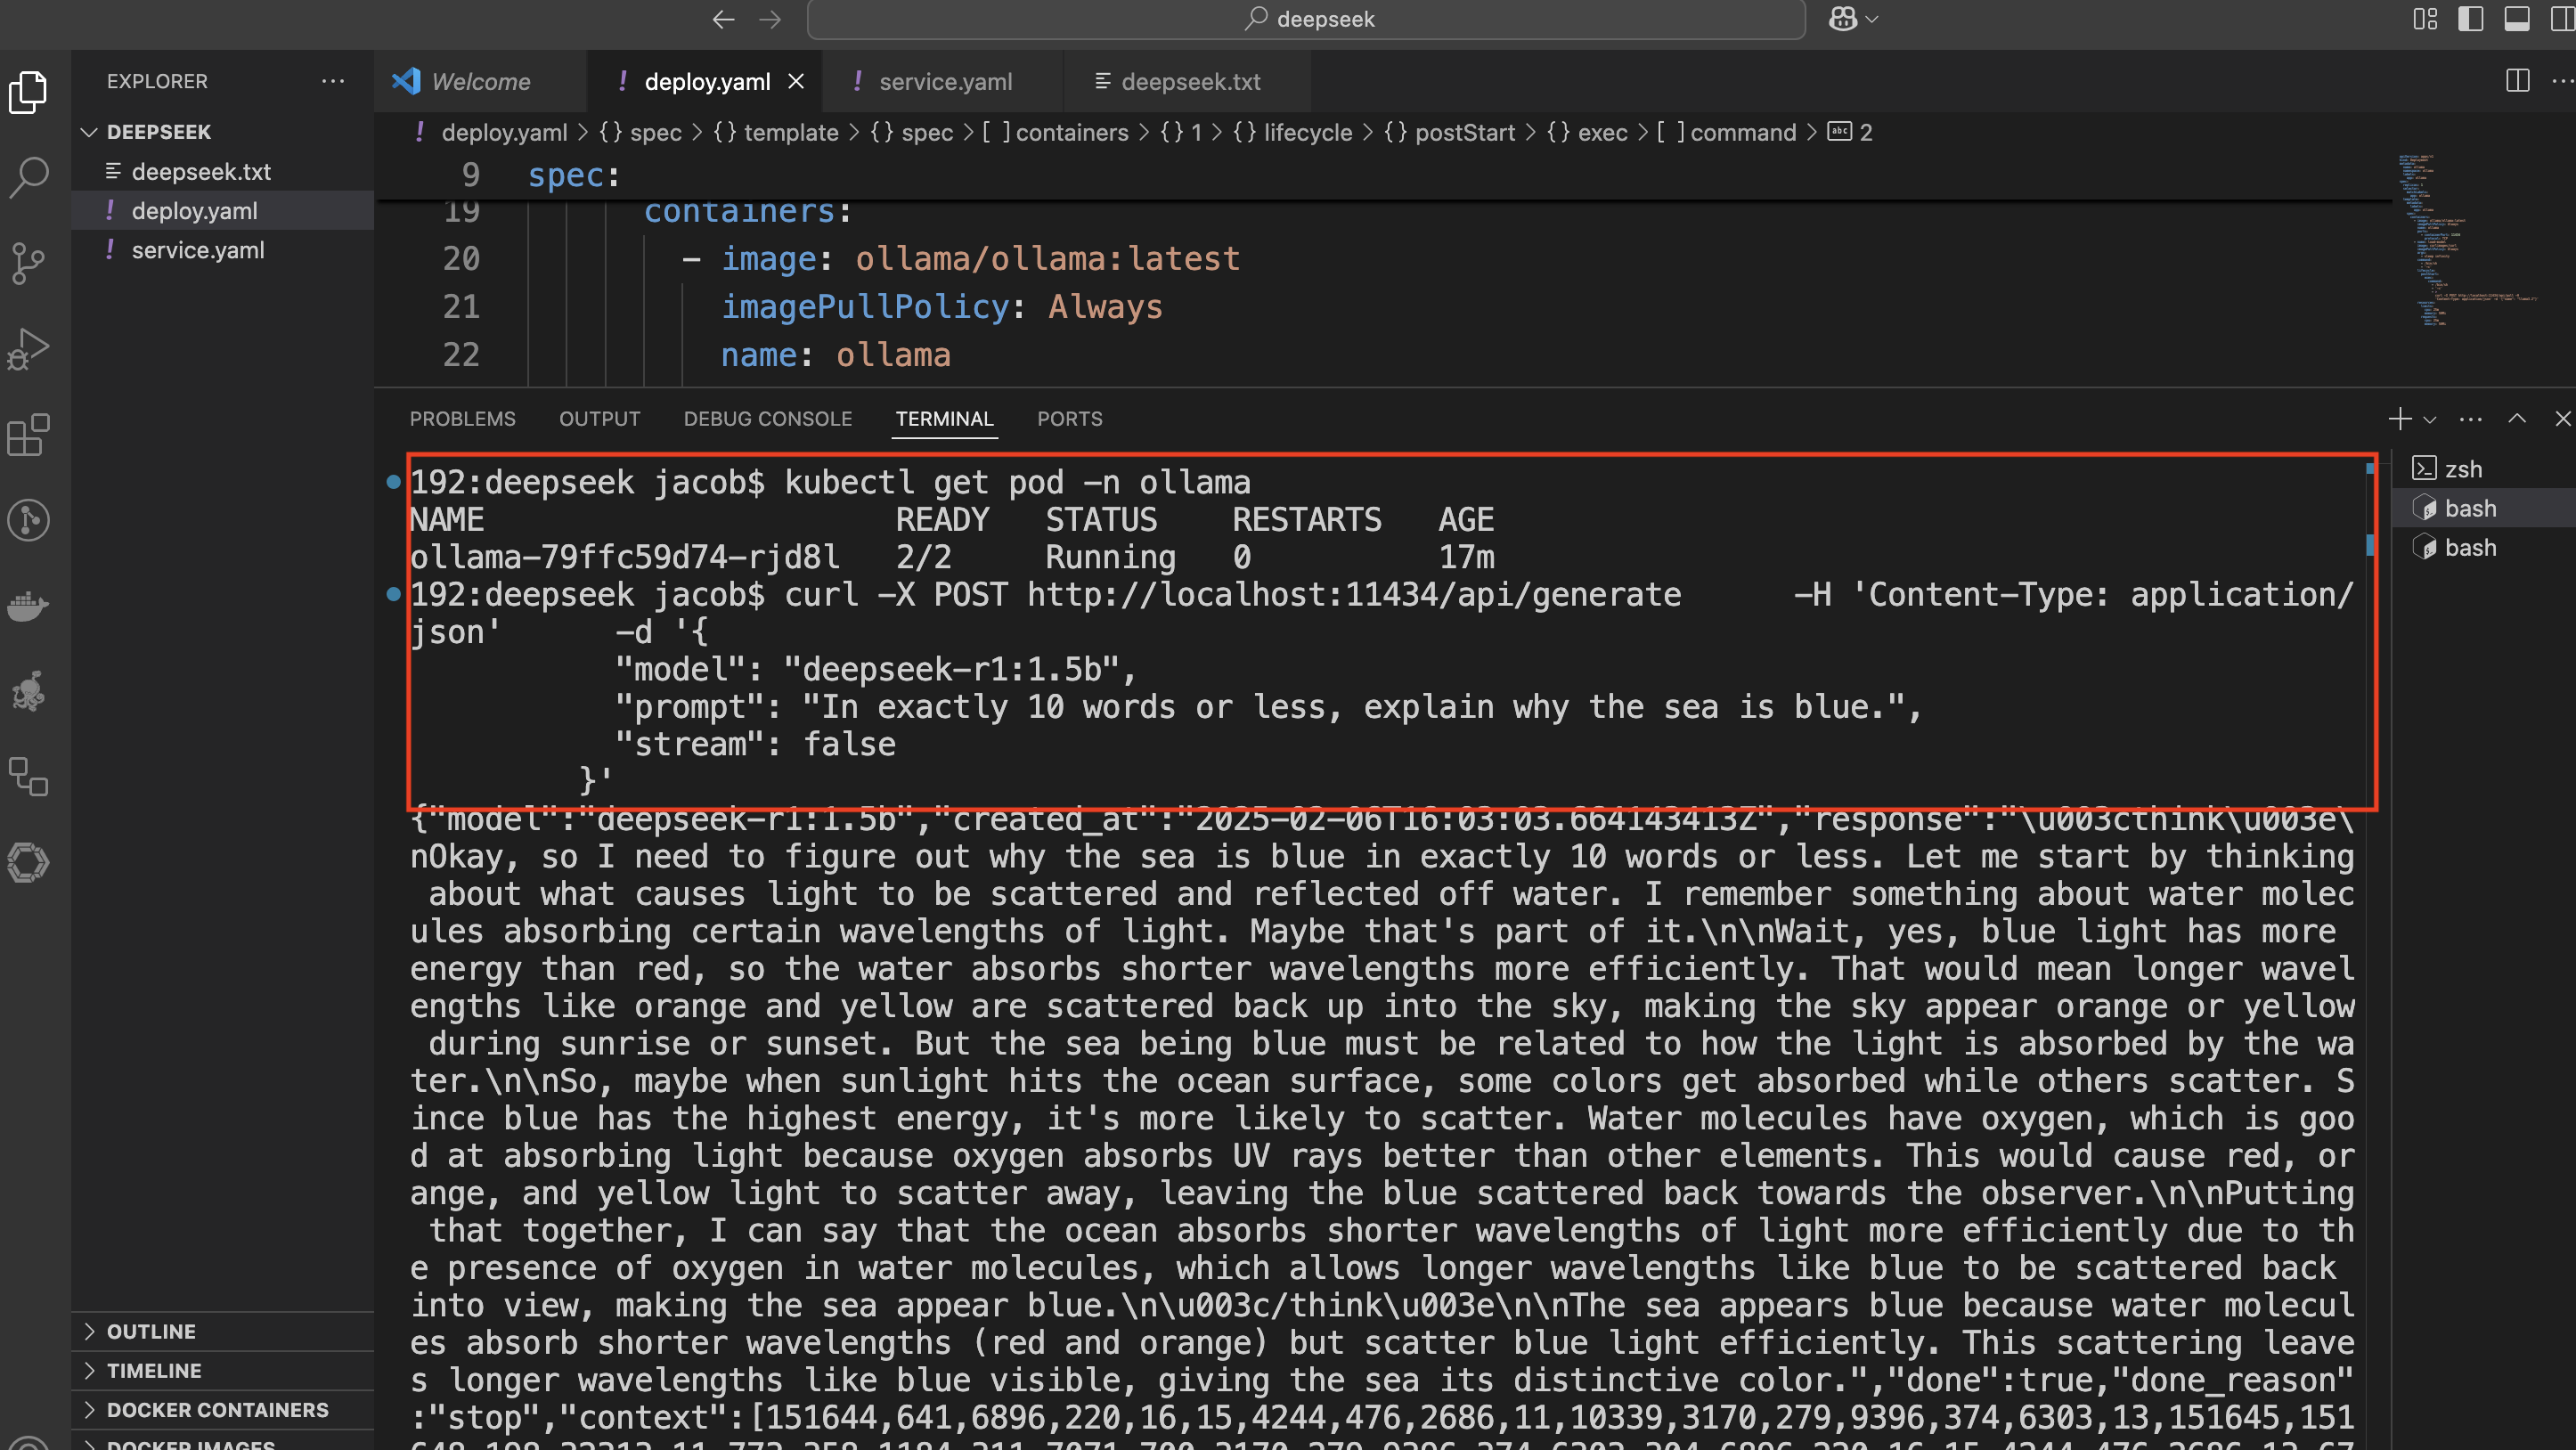 deepseek
EXPLORER
DEEPSEEK
deepseek.txt
deploy.yaml
service.yaml
OUTLINE
TIMELINE
DOCKER CONTAINERS
DOCKER IMAGES
Welcome
deploy.yaml
service.yaml
deepseek.txt
deploy.yaml > {} spec > {} template > {} spec > [ ] containers > {} 1 > {} lifecycle > {} postStart > {} exec > [ ] command > abc 2
9 spec:
19 containers:
20 - image: ollama/ollama:latest
21 imagePullPolicy: Always
22 name: ollama
PROBLEMS OUTPUT DEBUG CONSOLE TERMINAL PORTS
192:deepseek jacob$ kubectl get pod -n ollama
NAME READY STATUS RESTARTS AGE
ollama-79ffc59d74-rjd8l 2/2 Running 0 17m
192:deepseek jacob$ curl -X POST http://localhost:11434/api/generate -H 'Content-Type: application/
json' -d '{
"model": "deepseek-r1:1.5b",
"prompt": "In exactly 10 words or less, explain why the sea is blue.",
"stream": false
}'
{"model":"deepseek-r1:1.5b","created_at":"2025-02-06T16:03:03.664143413Z","response":"\u003cthink\u003e\
nOkay, so I need to figure out why the sea is blue in exactly 10 words or less. Let me start by thinking
about what causes light to be scattered and reflected off water. I remember something about water molec
ules absorbing certain wavelengths of light. Maybe that's part of it.\n\nWait, yes, blue light has more
energy than red, so the water absorbs shorter wavelengths more efficiently. That would mean longer wavel
engths like orange and yellow are scattered back up into the sky, making the sky appear orange or yellow
during sunrise or sunset. But the sea being blue must be related to how the light is absorbed by the wa
ter.\n\nSo, maybe when sunlight hits the ocean surface, some colors get absorbed while others scatter. S
ince blue has the highest energy, it's more likely to scatter. Water molecules have oxygen, which is goo
d at absorbing light because oxygen absorbs UV rays better than other elements. This would cause red, or
ange, and yellow light to scatter away, leaving the blue scattered back towards the observer.\n\nPutting
that together, I can say that the ocean absorbs shorter wavelengths of light more efficiently due to th
e presence of oxygen in water molecules, which allows longer wavelengths like blue to be scattered back
into view, making the sea appear blue.\n\u003c/think\u003e\n\nThe sea appears blue because water molecul
es absorb shorter wavelengths (red and orange) but scatter blue light efficiently. This scattering leave
s longer wavelengths like blue visible, giving the sea its distinctive color.","done":true,"done_reason"
:"stop","context":[151644,641,6896,220,16,15,4244,476,2686,11,10339,3170,279,9396,374,6303,13,151645,151
zsh
bash
bash